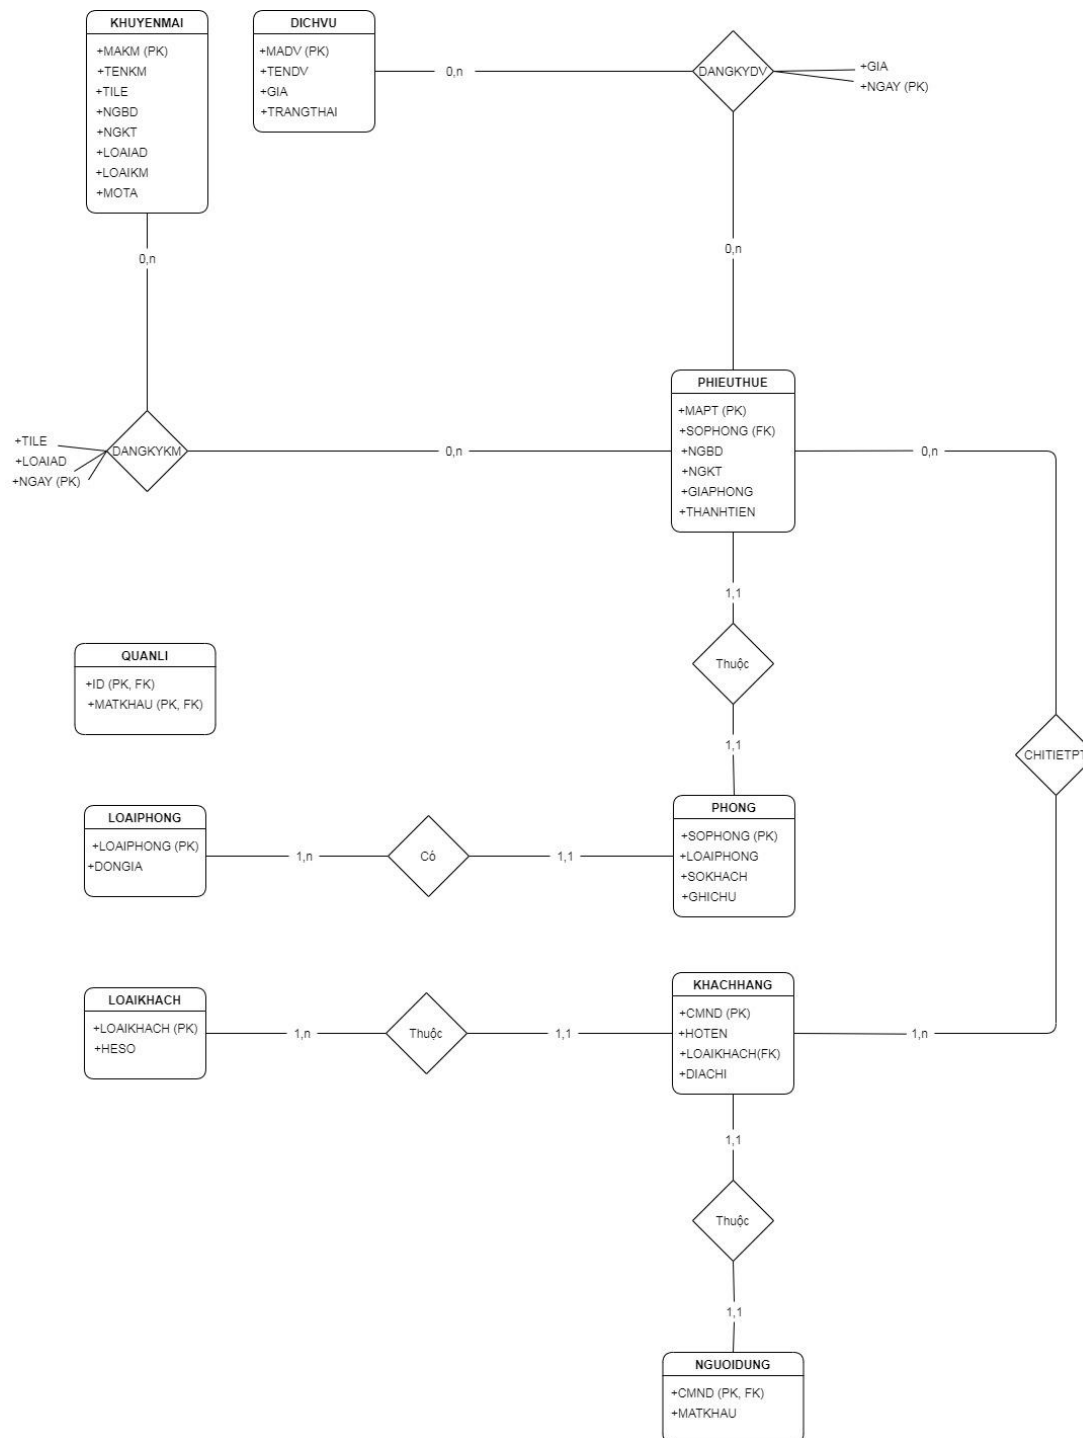 KHUYENMAI
+MAKM (PK)
+TENKM
+TILE
+NGBD
+NGKT
+LOAIAD
+LOAIKM
+MOTA
DICHVU
+MADV (PK)
+TENDV
+GIA
+TRANGTHAI
0,n
DANGKYDV
+GIA
+NGAY (PK)
0,n
0,n
PHIEUTHUE
+MAPT (PK)
+SOPHONG (FK)
+NGBD
+NGKT
+GIAPHONG
+THANHTIEN
+TILE
+LOAIAD
+NGAY (PK)
DANGKYKM
0,n
0,n
1,1
Thuộc
1,1
QUANLI
+ID (PK, FK)
+MATKHAU (PK, FK)
CHITIETPT
LOAIPHONG
+LOAIPHONG (PK)
+DONGIA
1,n
Có
1,1
PHONG
+SOPHONG (PK)
+LOAIPHONG
+SOKHACH
+GHICHU
LOAIKHACH
+LOAIKHACH (PK)
+HESO
1,n
Thuộc
1,1
KHACHHANG
+CMND (PK)
+HOTEN
+LOAIKHACH(FK)
+DIACHI
1,n
1,1
Thuộc
1,1
NGUOIDUNG
+CMND (PK, FK)
+MATKHAU